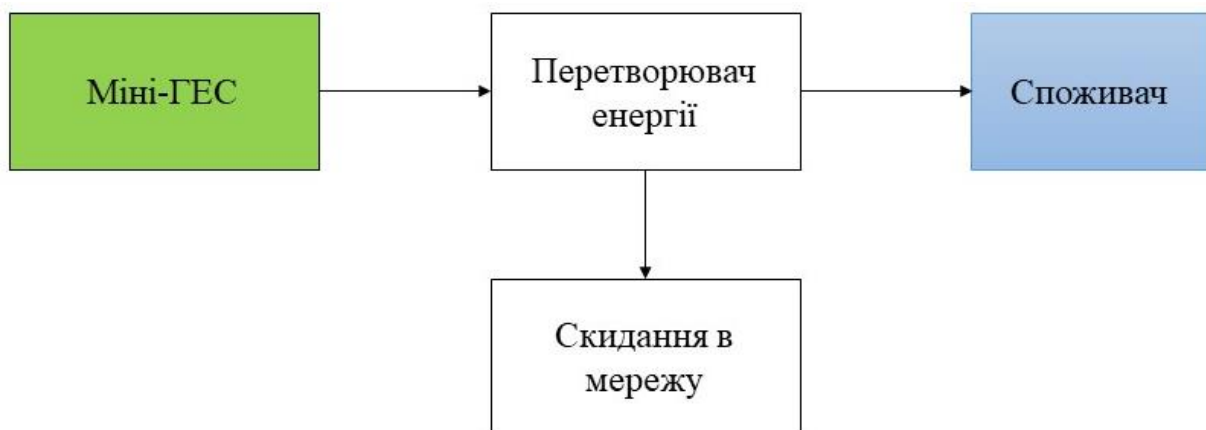 Міні-ГЕС
Перетворювач
енергії
Споживач
Скидання в
мережу